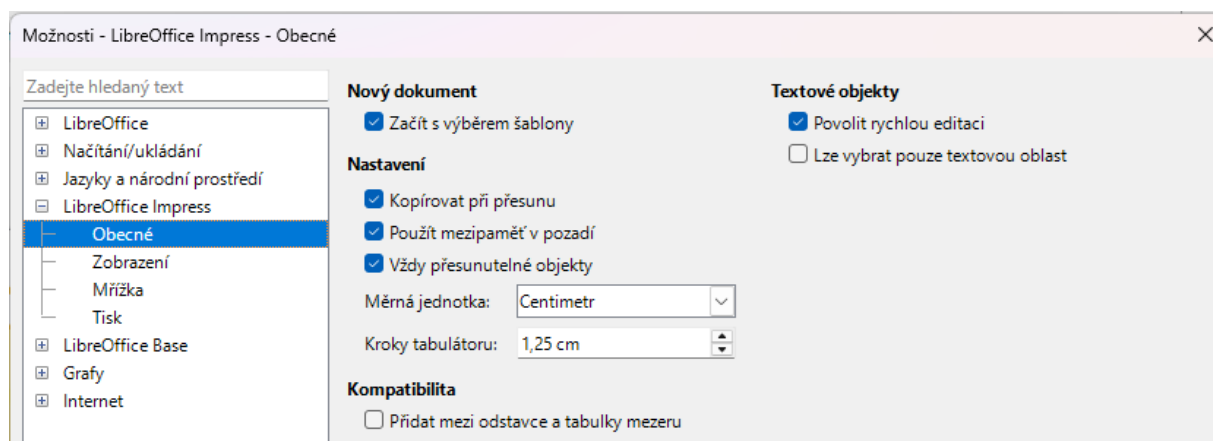 Možnosti - LibreOffice Impress - Obecné
Zadejte hledaný text
LibreOffice
Načítání/ukládání
Jazyky a národní prostředí
LibreOffice Impress
Obecné
Zobrazení
Mřížka
Tisk
LibreOffice Base
Grafy
Internet
Nový dokument
Začít s výběrem šablony
Nastavení
Kopírovat při přesunu
Použít mezipaměť v pozadí
Vždy přesunutelné objekty
Měrná jednotka: Centimetr
Kroky tabulátoru: 1,25 cm
Kompatibilita
Přidat mezi odstavce a tabulky mezeru
Textové objekty
Povolit rychlou editaci
Lze vybrat pouze textovou oblast